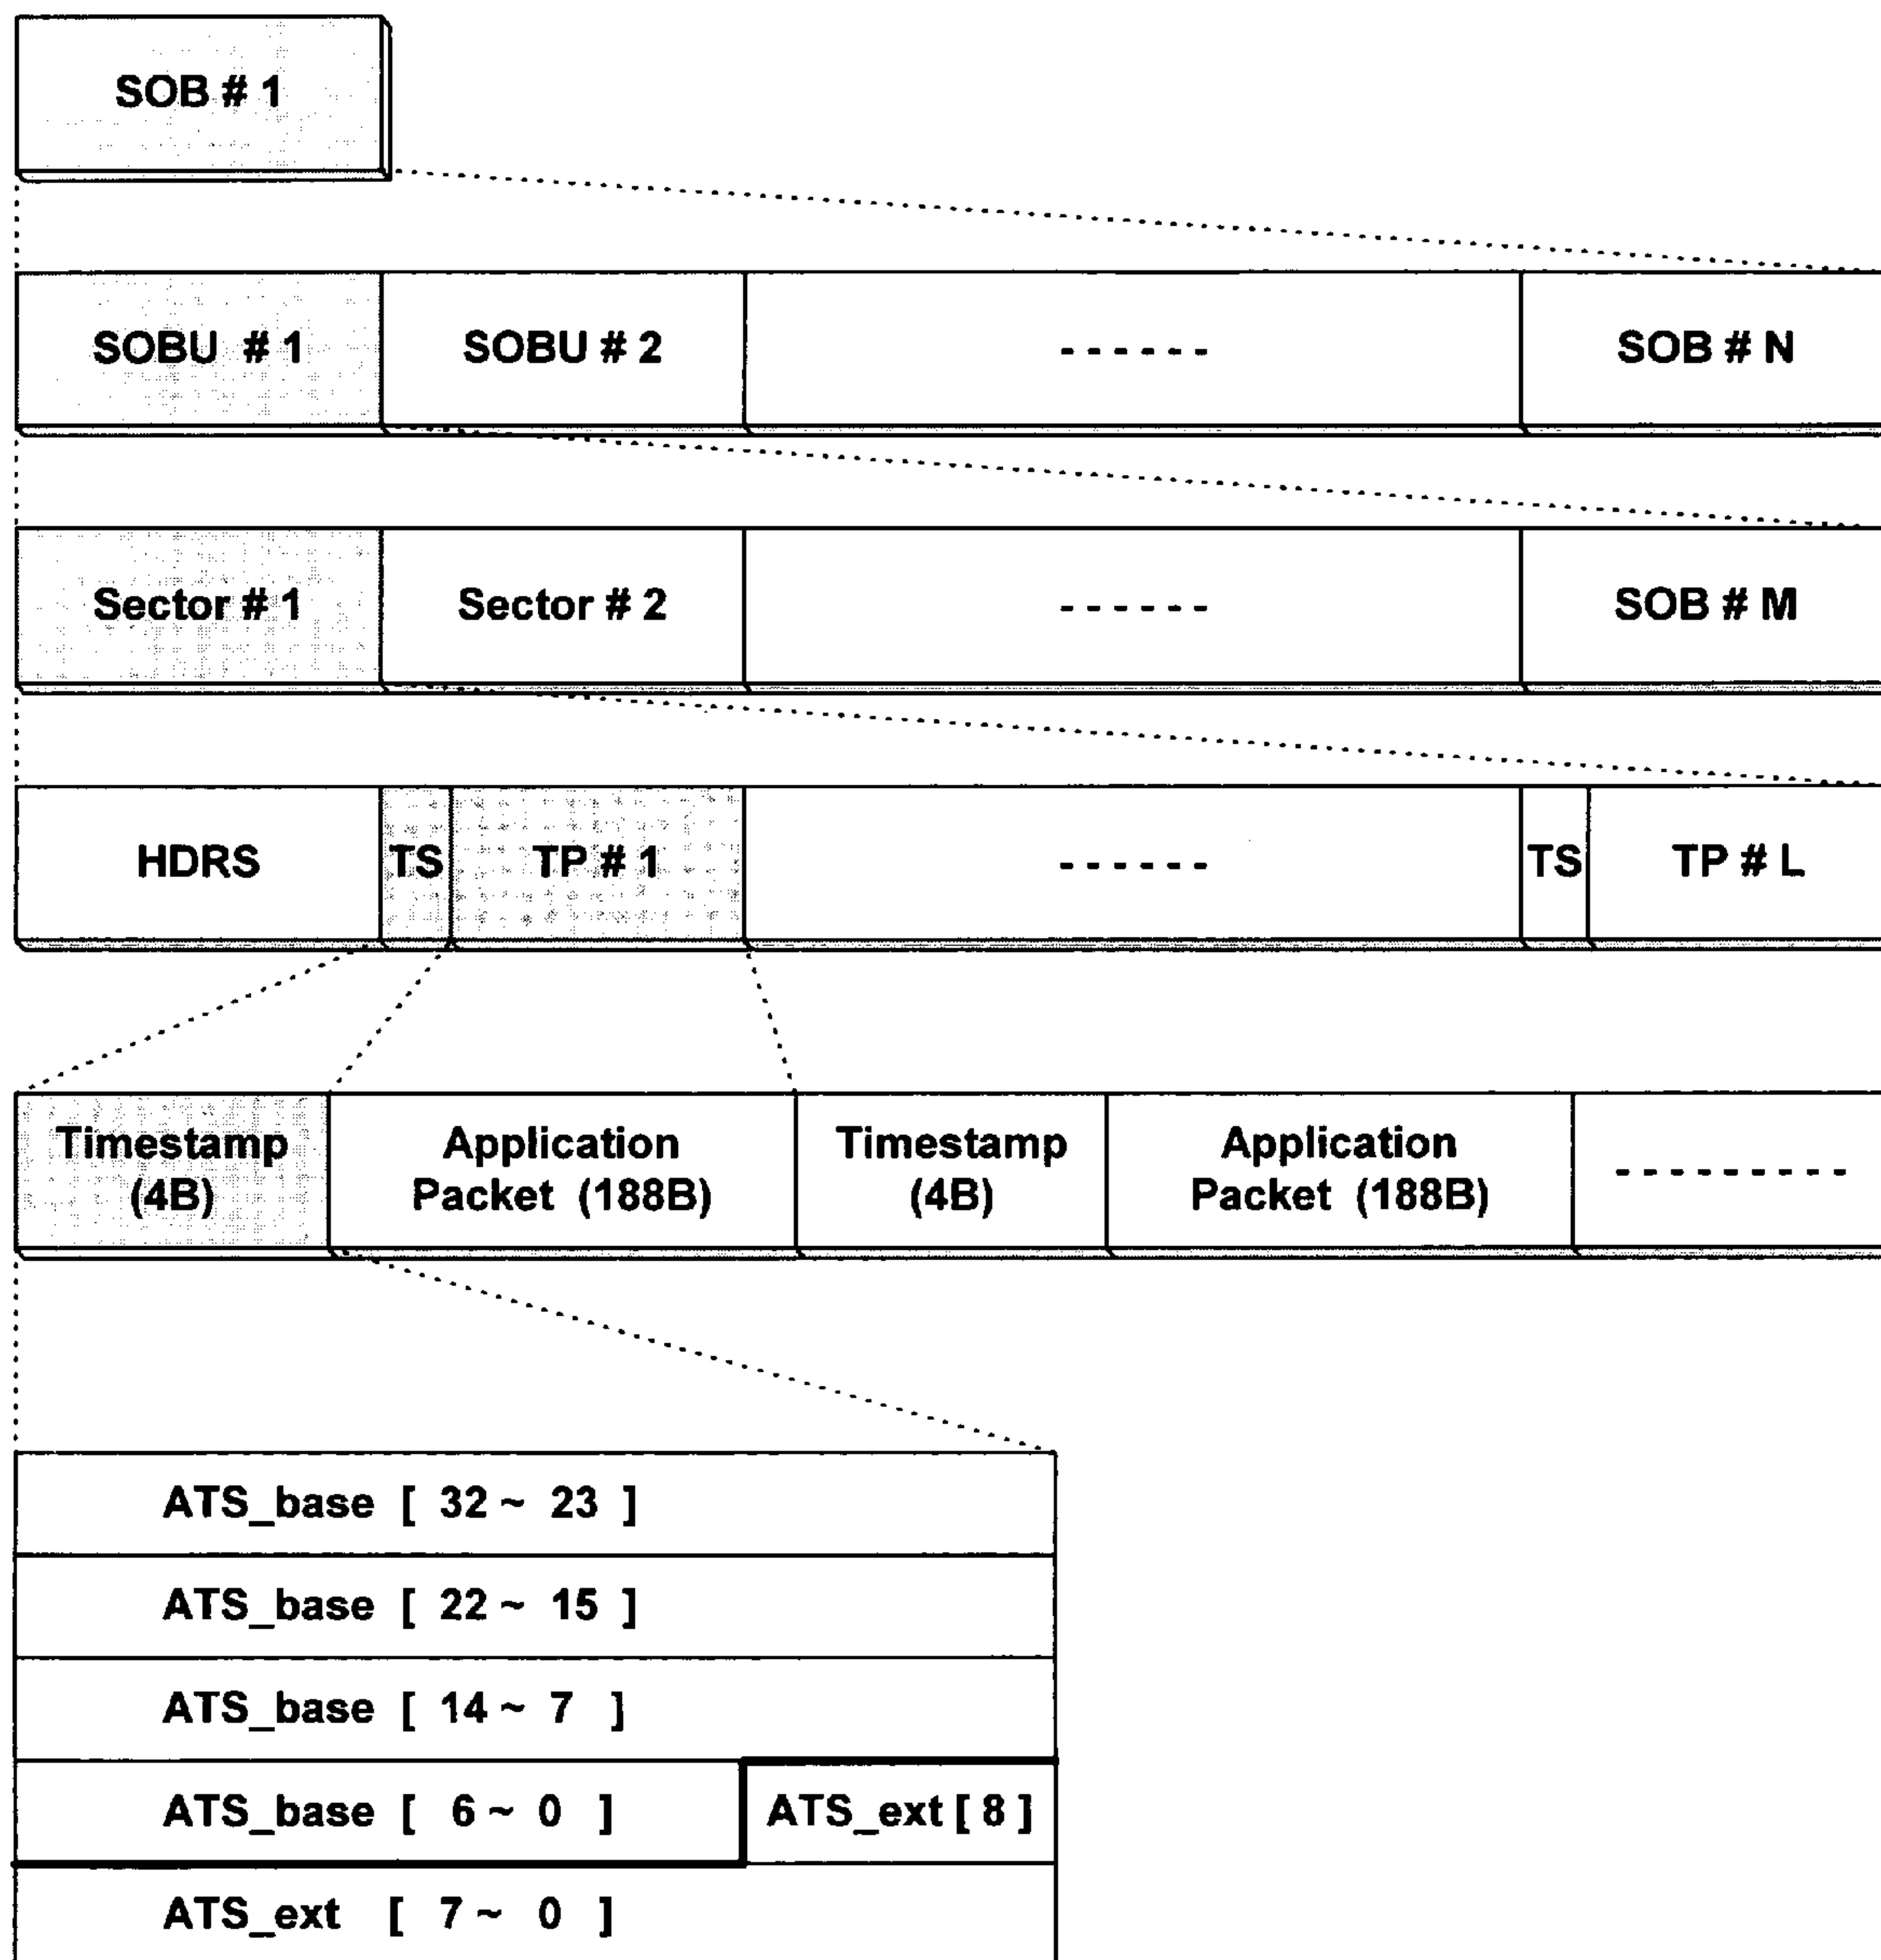 SOB # 1
SOBU # 1 SOBU # 2 ------ SOB # N
Sector # 1 Sector # 2 ------ SOB # M
HDRS TS TP # 1 ------ TS TP # L
Timestamp
(4B)
Application
Packet (188B)
Timestamp
(4B)
Application
Packet (188B)
---------
ATS_base [ 32 ~ 23 ]
ATS_base [ 22 ~ 15 ]
ATS_base [ 14 ~ 7 ]
ATS_base [ 6 ~ 0 ] ATS_ext [ 8 ]
ATS_ext [ 7 ~ 0 ]